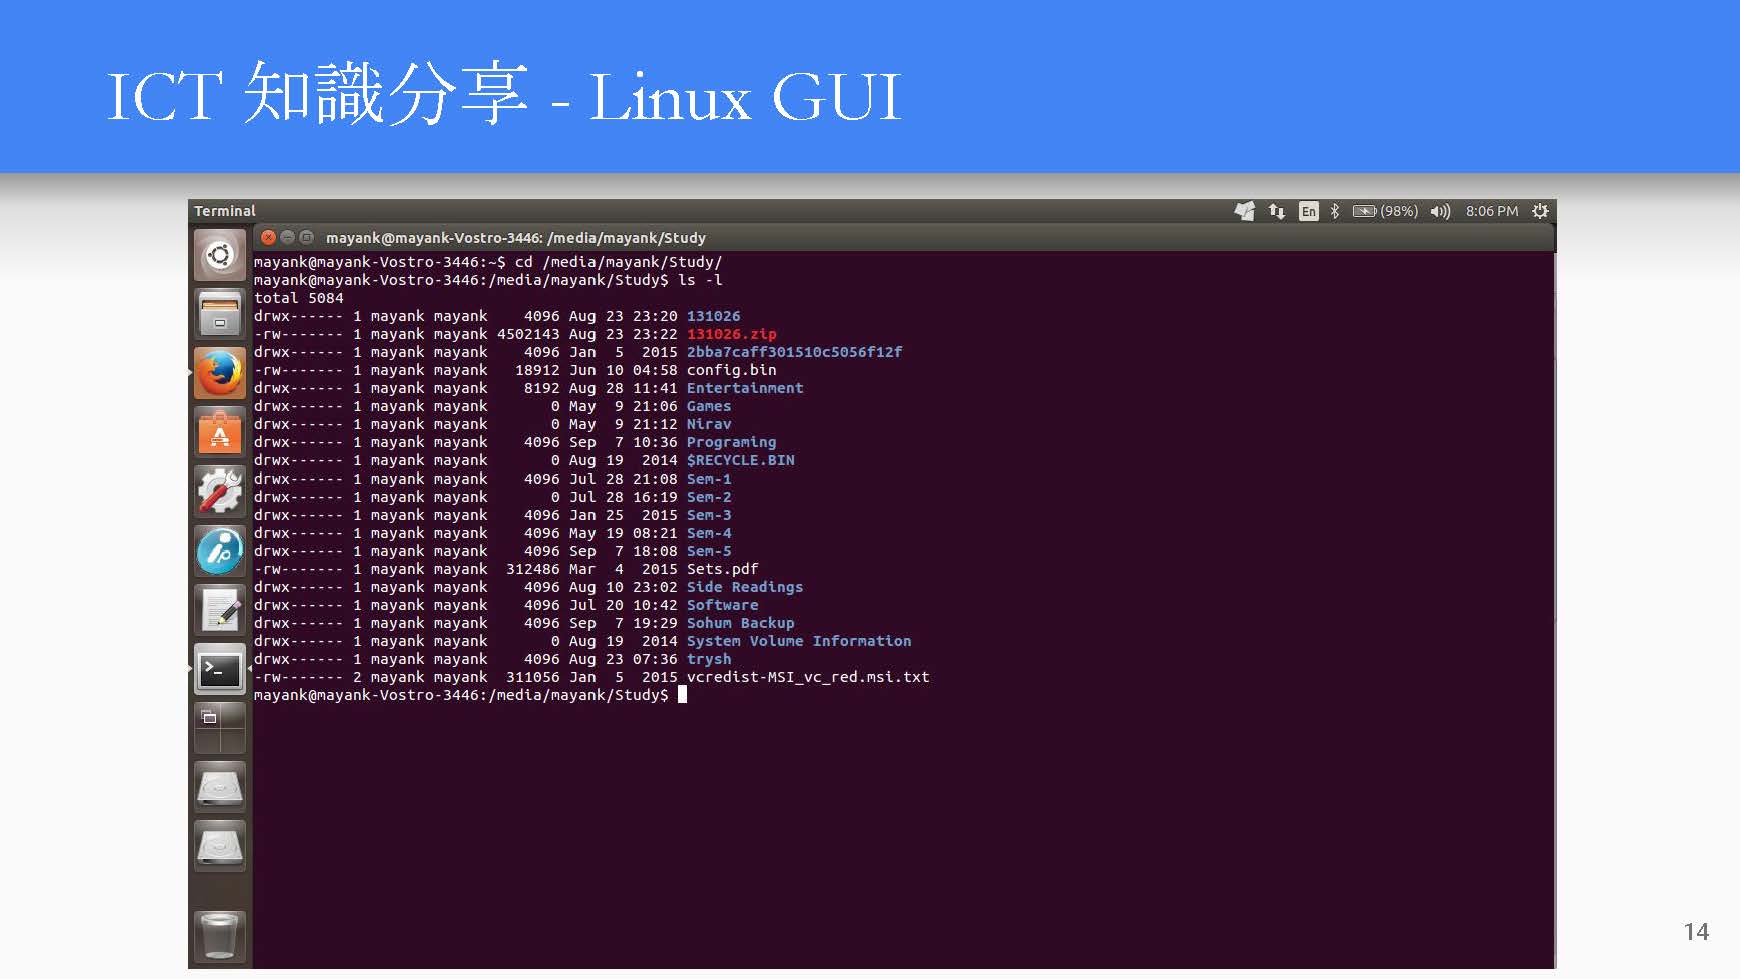 ICT 知識分享 - Linux GUI
Terminal
En
(98%)
8:06 PM
mayank@mayank-Vostro-3446: /media/mayank/Study
mayank@mayank-Vostro-3446:~$ cd /media/mayank/Study/
mayank@mayank-Vostro-3446:/media/mayank/Study$ ls -l
total 5084
drwx------ 1 mayank mayank    4096 Aug 23 23:20 131026
-rw------- 1 mayank mayank 4502143 Aug 23 23:22 131026.zip
drwx------ 1 mayank mayank    4096 Jan  5  2015 2bba7caff301510c5056f12f
-rw------- 1 mayank mayank   18912 Jun 10 04:58 config.bin
drwx------ 1 mayank mayank    8192 Aug 28 11:41 Entertainment
drwx------ 1 mayank mayank       0 May  9 21:06 Games
drwx------ 1 mayank mayank       0 May  9 21:12 Nirav
drwx------ 1 mayank mayank    4096 Sep  7 10:36 Programing
drwx------ 1 mayank mayank       0 Aug 19  2014 $RECYCLE.BIN
drwx------ 1 mayank mayank    4096 Jul 28 21:08 Sem-1
drwx------ 1 mayank mayank       0 Jul 28 16:19 Sem-2
drwx------ 1 mayank mayank    4096 Jan 25  2015 Sem-3
drwx------ 1 mayank mayank    4096 May 19 08:21 Sem-4
drwx------ 1 mayank mayank    4096 Sep  7 18:08 Sem-5
-rw------- 1 mayank mayank  312486 Mar  4  2015 Sets.pdf
drwx------ 1 mayank mayank    4096 Aug 10 23:02 Side Readings
drwx------ 1 mayank mayank    4096 Jul 20 10:42 Software
drwx------ 1 mayank mayank    4096 Sep  7 19:29 Sohum Backup
drwx------ 1 mayank mayank       0 Aug 19  2014 System Volume Information
drwx------ 1 mayank mayank    4096 Aug 23 07:36 trysh
-rw------- 2 mayank mayank  311056 Jan  5  2015 vcredist-MSI_vc_red.msi.txt
mayank@mayank-Vostro-3446:/media/mayank/Study$
14